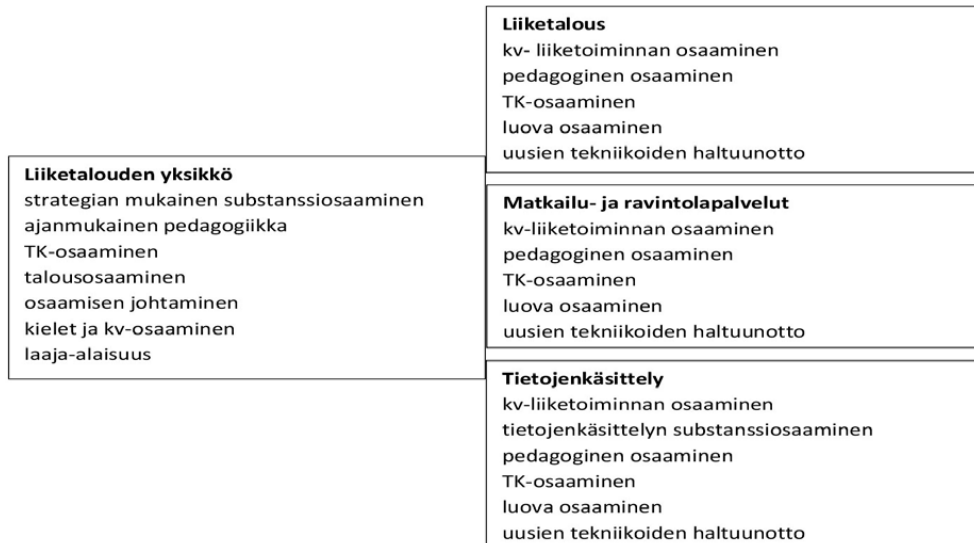 Liiketalouden yksikkö
strategian mukainen substanssiosaaminen
ajanmukainen pedagogiikka
TK-osaaminen
talousosaaminen
osaamisen johtaminen
kielet ja kv-osaaminen
laaja-alaisuus
Liiketalous
kv- liiketoiminnan osaaminen
pedagoginen osaaminen
TK-osaaminen
luova osaaminen
uusien tekniikoiden haltuunotto
Matkailu- ja ravintolapalvelut
kv-liiketoiminnan osaaminen
pedagoginen osaaminen
TK-osaaminen
luova osaaminen
uusien tekniikoiden haltuunotto
Tietojenkäsittely
kv-liiketoiminnan osaaminen
tietojenkäsittelyn substanssiosaaminen
pedagoginen osaaminen
TK-osaaminen
luova osaaminen
uusien tekniikoiden haltuunotto